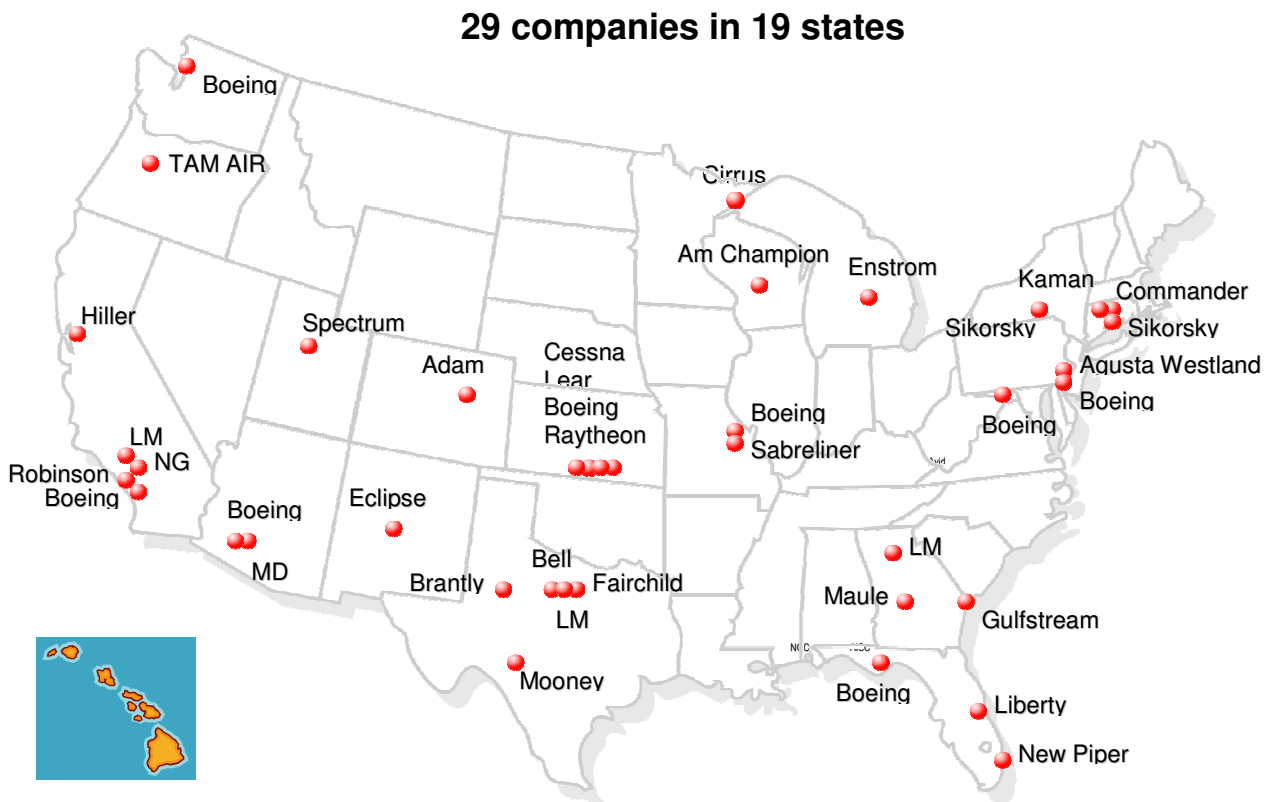 29 companies in 19 states
Boeing
TAM AIR
Cirrus
Am Champion
Enstrom
Kaman
Commander
Sikorsky
Sikorsky
Hiller
Spectrum
Adam
Cessna
Lear
Boeing
Raytheon
Agusta Westland
Boeing
Boeing
Boeing
Sabreliner
Avid
LM
NG
Robinson
Boeing
Boeing
MD
Eclipse
Brantly
Bell
Fairchild
LM
Mooney
LM
Maule
Gulfstream
Boeing
Liberty
New Piper